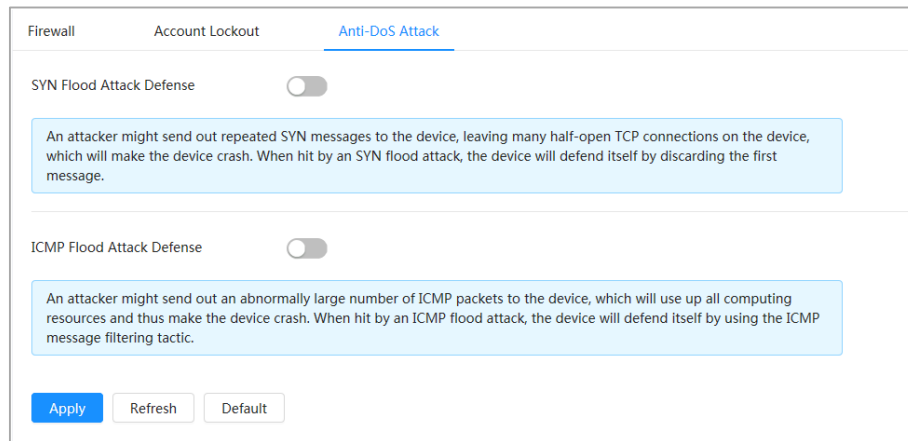 Firewall Account Lockout Anti-DoS Attack
SYN Flood Attack Defense
An attacker might send out repeated SYN messages to the device, leaving many half-open TCP connections on the device,
which will make the device crash. When hit by an SYN flood attack, the device will defend itself by discarding the first
message.
ICMP Flood Attack Defense
An attacker might send out an abnormally large number of ICMP packets to the device, which will use up all computing
resources and thus make the device crash. When hit by an ICMP flood attack, the device will defend itself by using the ICMP
message filtering tactic.
Apply Refresh Default